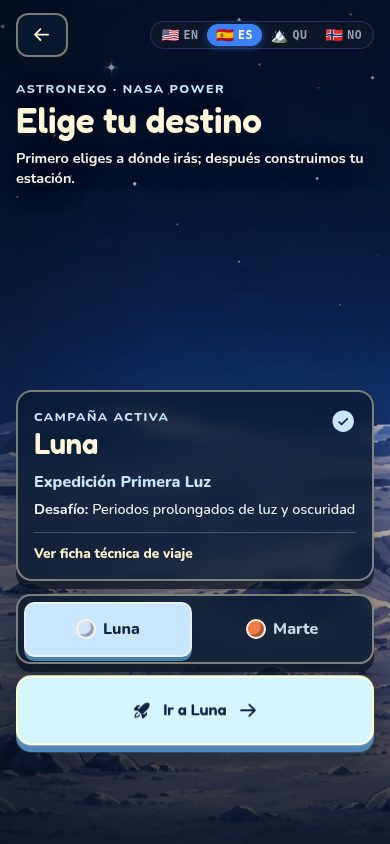 🇺🇸 EN 🇪🇸 ES 🏔️ QU 🇳🇴 NO
ASTRONEXO · NASA POWER
Elige tu destino
Primero eliges a dónde irás; después construimos tu
estación.
CAMPAÑA ACTIVA
Luna
Expedición Primera Luz
Desafío: Periodos prolongados de luz y oscuridad
Ver ficha técnica de viaje
Luna Marte
Ir a Luna →